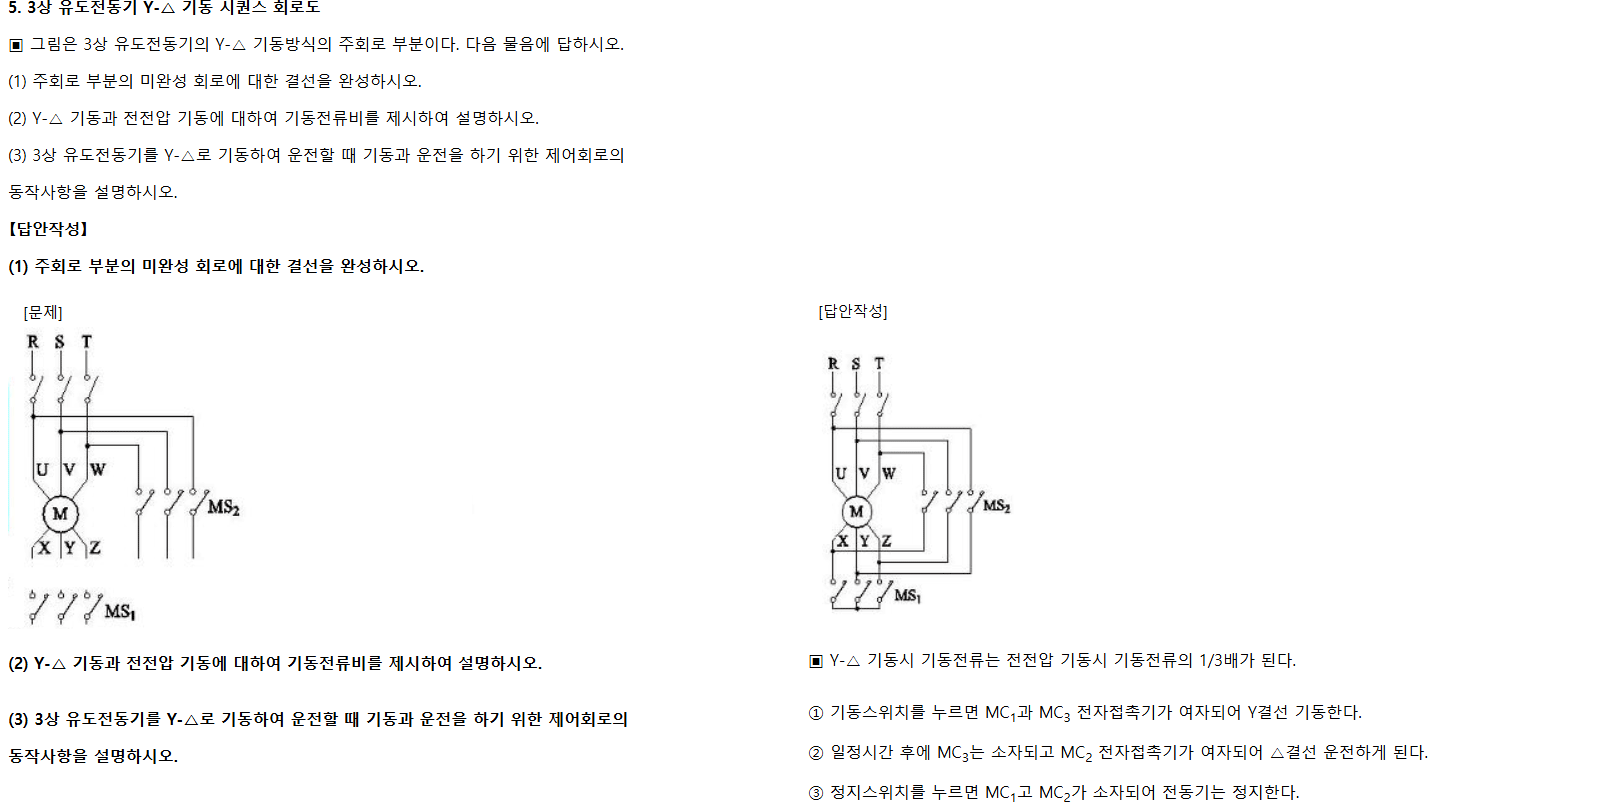 5. 3상 유도전동기 Y-△ 기동 시퀀스 회로도
▣ 그림은 3상 유도전동기의 Y-△ 기동방식의 주회로 부분이다. 다음 물음에 답하시오.
(1) 주회로 부분의 미완성 회로에 대한 결선을 완성하시오.
(2) Y-△ 기동과 전전압 기동에 대하여 기동전류비를 제시하여 설명하시오.
(3) 3상 유도전동기를 Y-△로 기동하여 운전할 때 기동과 운전을 하기 위한 제어회로의
동작사항을 설명하시오.
【답안작성】
(1) 주회로 부분의 미완성 회로에 대한 결선을 완성하시오.
[문제]
R S T
U V W
M
MS₂
X Y Z
MS₁
[답안작성]
R S T
U V W
M
MS₂
X Y Z
MS₁
(2) Y-△ 기동과 전전압 기동에 대하여 기동전류비를 제시하여 설명하시오.
▣ Y-△ 기동시 기동전류는 전전압 기동시 기동전류의 1/3배가 된다.
(3) 3상 유도전동기를 Y-△로 기동하여 운전할 때 기동과 운전을 하기 위한 제어회로의
동작사항을 설명하시오.
① 기동스위치를 누르면 MC₁과 MC₃ 전자접촉기가 여자되어 Y결선 기동한다.
② 일정시간 후에 MC₃는 소자되고 MC₂ 전자접촉기가 여자되어 △결선 운전하게 된다.
③ 정지스위치를 누르면 MC₁고 MC₂가 소자되어 전동기는 정지한다.